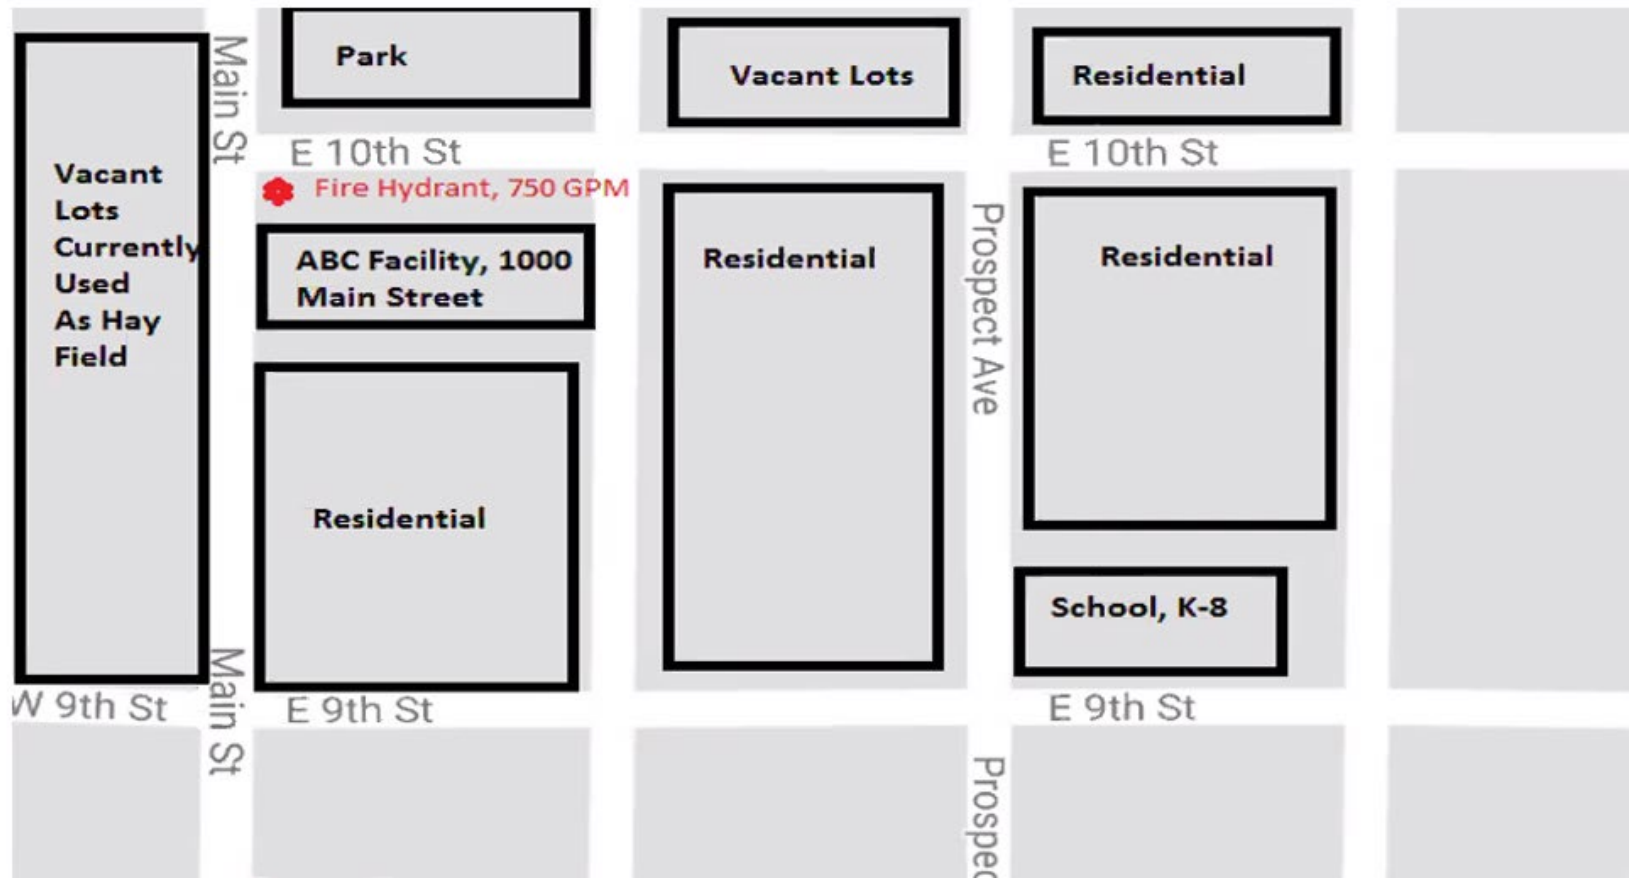 Park
Vacant Lots
Residential
Main St
E 10th St
E 10th St
Vacant
Lots
Currently
Used
As Hay
Field
Fire Hydrant, 750 GPM
ABC Facility, 1000
Main Street
Residential
Prospect Ave
Residential
Residential
School, K-8
Main St
W 9th St
E 9th St
E 9th St
Prospec